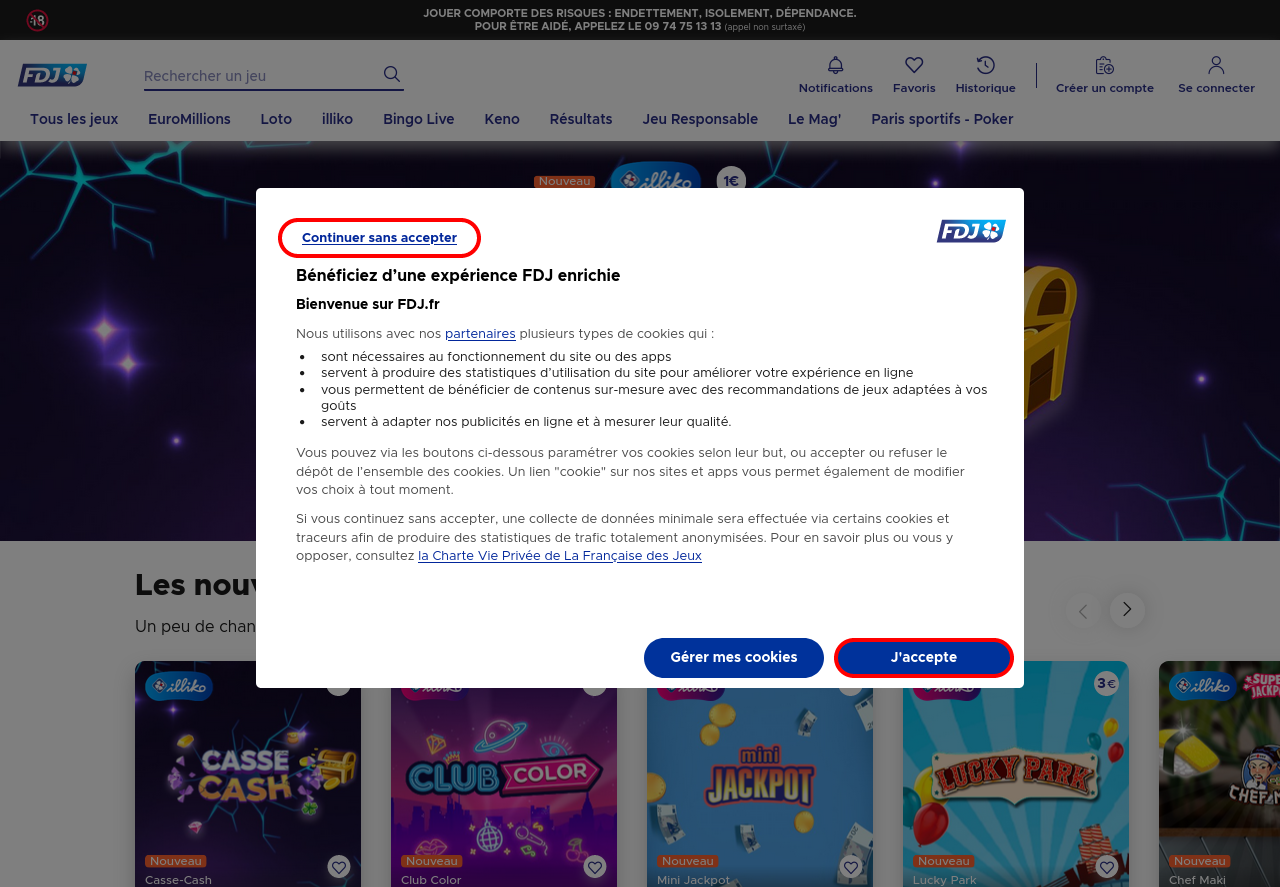 -18
JOUER COMPORTE DES RISQUES : ENDETTEMENT, ISOLEMENT, DÉPENDANCE.
POUR ÊTRE AIDÉ, APPELEZ LE 09 74 75 13 13 (appel non surtaxé)
FDJ
Rechercher un jeu
Notifications
Favoris
Historique
Créer un compte
Se connecter
Tous les jeux
EuroMillions
Loto
illiko
Bingo Live
Keno
Résultats
Jeu Responsable
Le Mag'
Paris sportifs - Poker
Nouveau
illiko
1€
Continuer sans accepter
FDJ
Bénéficiez d’une expérience FDJ enrichie
Bienvenue sur FDJ.fr
Nous utilisons avec nos partenaires plusieurs types de cookies qui :
• sont nécessaires au fonctionnement du site ou des apps
• servent à produire des statistiques d’utilisation du site pour améliorer votre expérience en ligne
• vous permettent de bénéficier de contenus sur-mesure avec des recommandations de jeux adaptées à vos
goûts
• servent à adapter nos publicités en ligne et à mesurer leur qualité.
Vous pouvez via les boutons ci-dessous paramétrer vos cookies selon leur but, ou accepter ou refuser le
dépôt de l’ensemble des cookies. Un lien "cookie" sur nos sites et apps vous permet également de modifier
vos choix à tout moment.
Si vous continuez sans accepter, une collecte de données minimale sera effectuée via certains cookies et
traceurs afin de produire des statistiques de trafic totalement anonymisées. Pour en savoir plus ou vous y
opposer, consultez la Charte Vie Privée de La Française des Jeux
Gérer mes cookies
J'accepte
Les nou
Un peu de chan
illiko
CASSE
CASH
Nouveau
Casse-Cash
CLUB COLOR
Nouveau
Club Color
mini
JACKPOT
Nouveau
Mini Jackpot
3€
LUCKY PARK
Nouveau
Lucky Park
illiko
SUPE
JACKP
CHEF M
Nouveau
Chef Maki